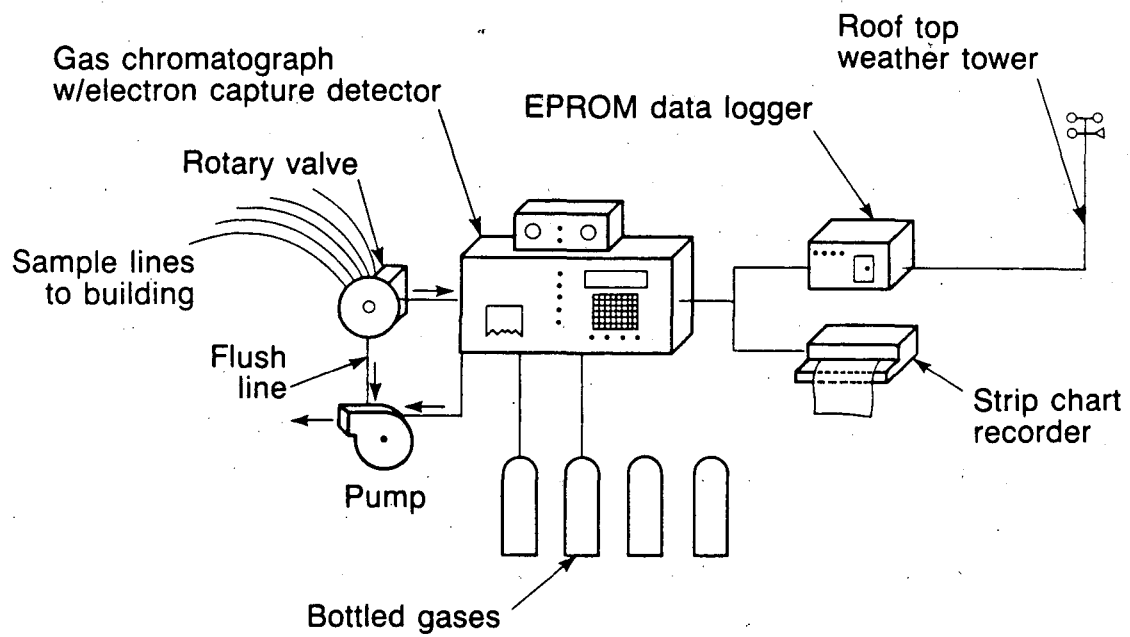 Roof top
weather tower
Gas chromatograph
w/electron capture detector
EPROM data logger
Rotary valve
Sample lines
to building
Flush
line
Strip chart
recorder
Pump
Bottled gases